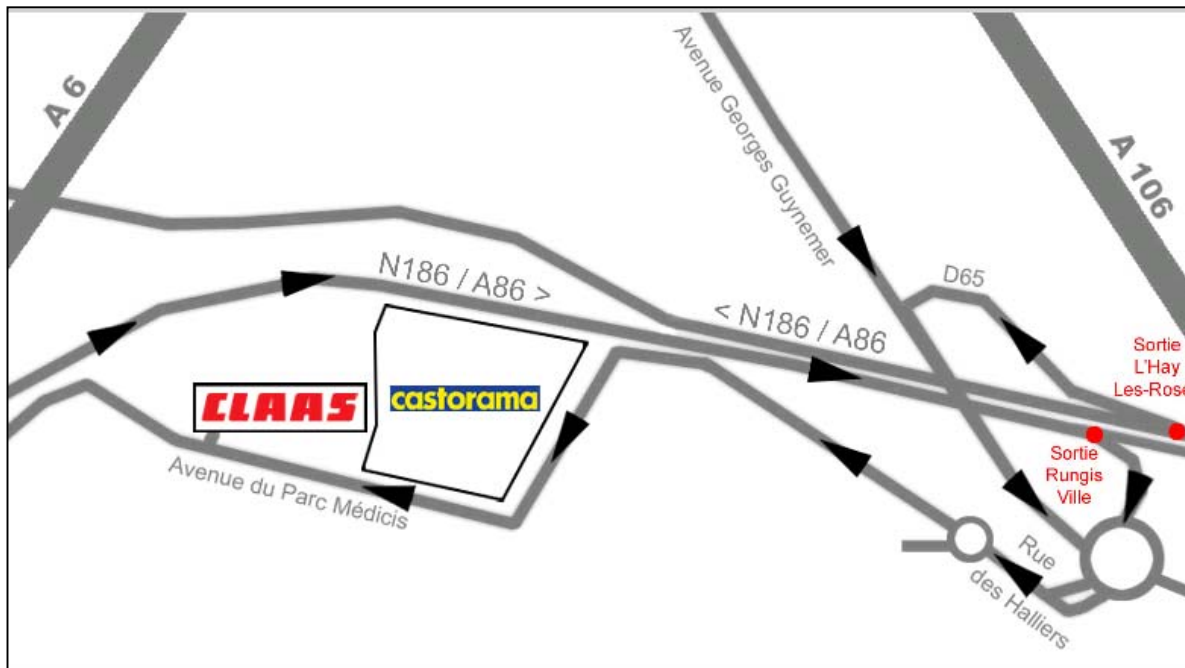 A 6
Avenue Georges Guynemer
A 106
D65
N186 / A86 >
< N186 / A86
Sortie
L'Hay
Les-Rose
CLAAS
castorama
Sortie
Rungis
Ville
Avenue du Parc Médicis
Rue
des Halliers